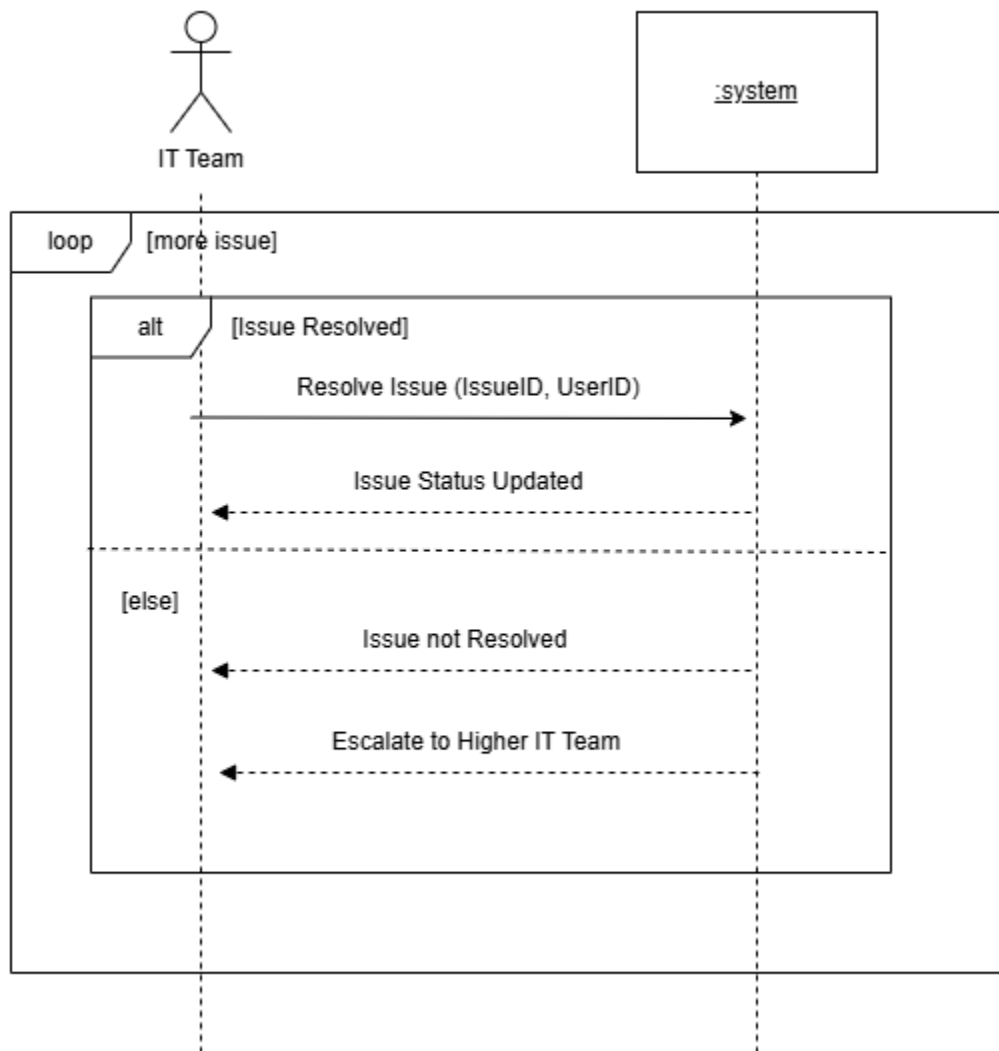 :system
IT Team
loop
[more issue]
alt
[Issue Resolved]
Resolve Issue (IssueID, UserID)
Issue Status Updated
[else]
Issue not Resolved
Escalate to Higher IT Team